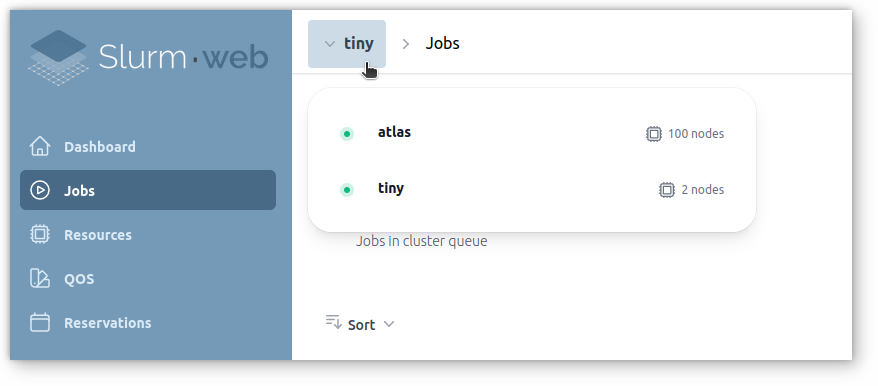 Slurm·web
Dashboard
Jobs
Resources
QOS
Reservations
tiny > Jobs
atlas 100 nodes
tiny 2 nodes
Jobs in cluster queue
Sort